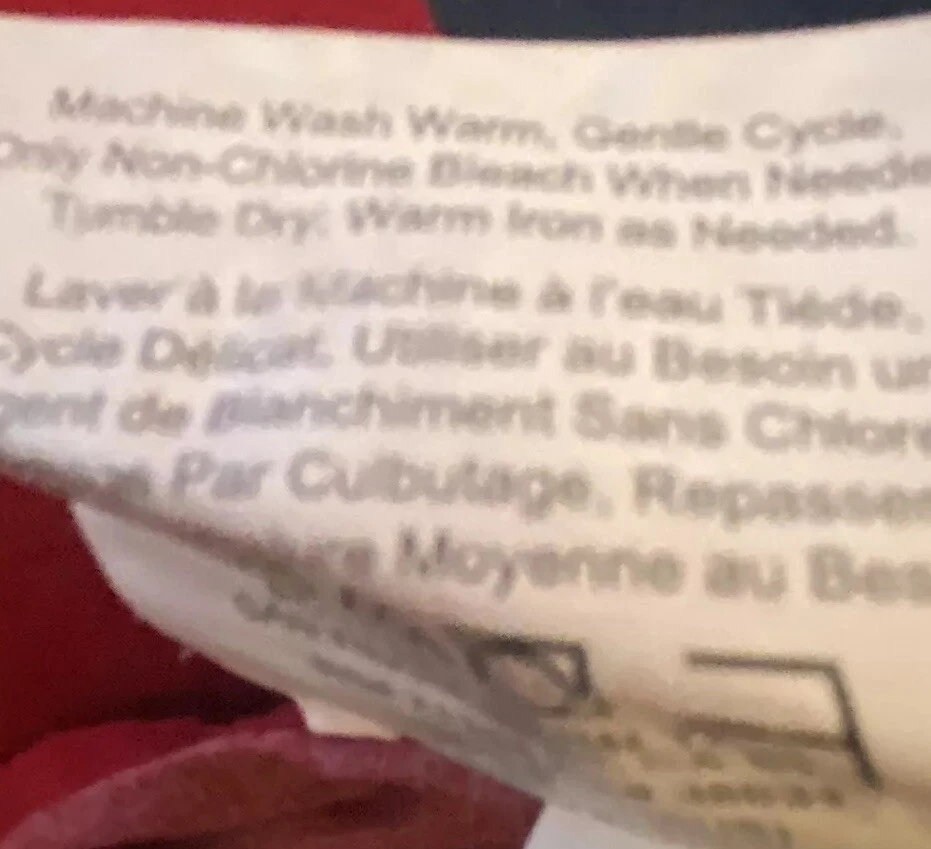 Machine Wash Warm, Gentle Cycle.
Only Non-Chlorine Bleach When Neede
Tumble Dry. Warm Iron as Needed.
Laver à la Machine à l'eau Tiéde.
Cycle Délicat. Utiliser au Besoin un
gent de Blanchiment Sans Chlore
Par Culbutage. Repasser
Moyenne au Bes